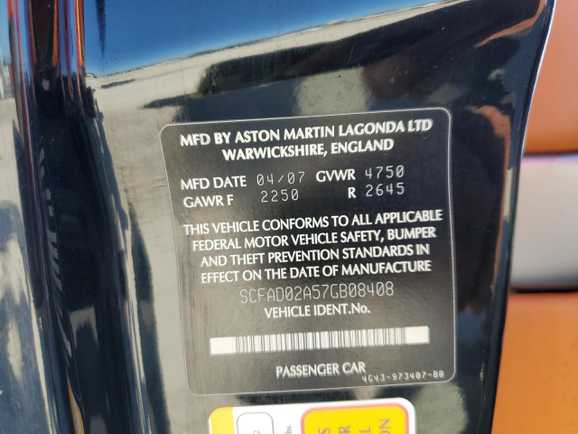 MFD BY ASTON MARTIN LAGONDA LTD
WARWICKSHIRE, ENGLAND
MFD DATE 04/07 GVWR 4750
GAWR F 2250 R 2645
THIS VEHICLE CONFORMS TO ALL APPLICABLE
FEDERAL MOTOR VEHICLE SAFETY, BUMPER
AND THEFT PREVENTION STANDARDS IN
EFFECT ON THE DATE OF MANUFACTURE
SCFAD02A57GB08408
VEHICLE IDENT.No.
PASSENGER CAR
4G43-973407-BB